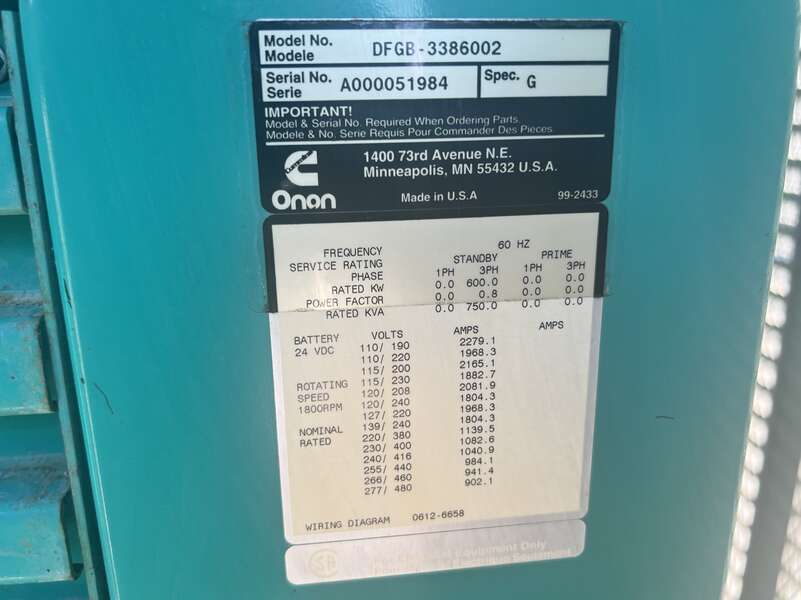 Model No. DFGB-3386002
Modele
Serial No. A000051984 Spec. G
Serie
IMPORTANT!
Model & Serial No. Required When Ordering Parts.
Modele & No. Serie Requis Pour Commander Des Pieces
1400 73rd Avenue N.E.
Minneapolis, MN 55432 U.S.A.
Onan Made in U.S.A 99-2433
FREQUENCY 60 HZ
SERVICE RATING STANDBY PRIME
PHASE 1PH 3PH 1PH 3PH
RATED KW 0.0 600.0 0.0 0.0
POWER FACTOR 0.0 0.8 0.0 0.0
RATED KVA 0.0 750.0 0.0 0.0
BATTERY VOLTS AMPS AMPS
24 VDC 110/ 190 2279.1
110/ 220 1968.3
115/ 200 2165.1
115/ 230 1882.7
ROTATING 120/ 208 2081.9
SPEED 120/ 240 1804.3
1800RPM 127/ 220 1968.3
139/ 240 1804.3
NOMINAL 220/ 380 1139.5
RATED 230/ 400 1082.6
240/ 416 1040.9
255/ 440 984.1
266/ 460 941.4
277/ 480 902.1
WIRING DIAGRAM 0612-6658
Equipment Only
Equipement